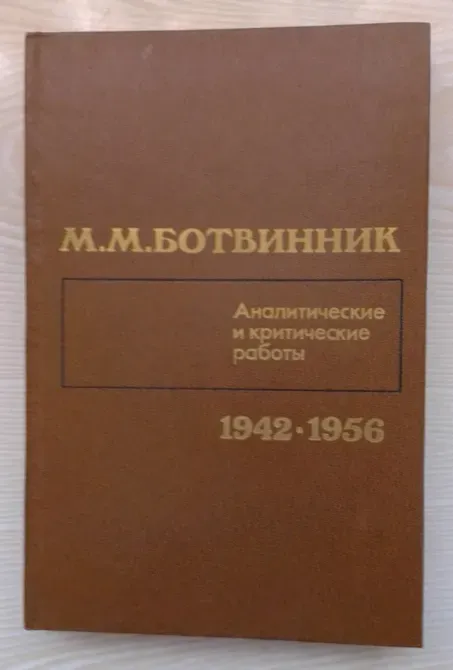 М.М.БОТВИННИК
Аналитические
и критические
работы
1942·1956